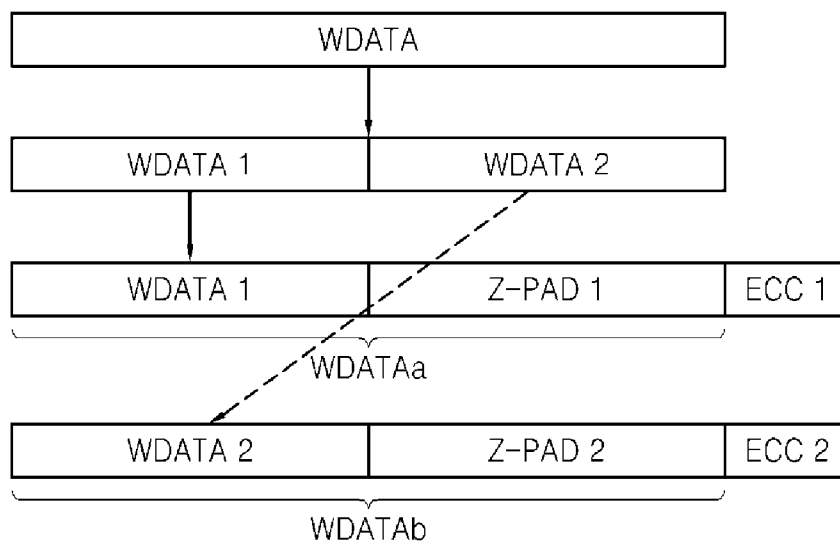 WDATA
WDATA 1 WDATA 2
WDATA 1 Z-PAD 1 ECC 1
WDATAa
WDATA 2 Z-PAD 2 ECC 2
WDATAb